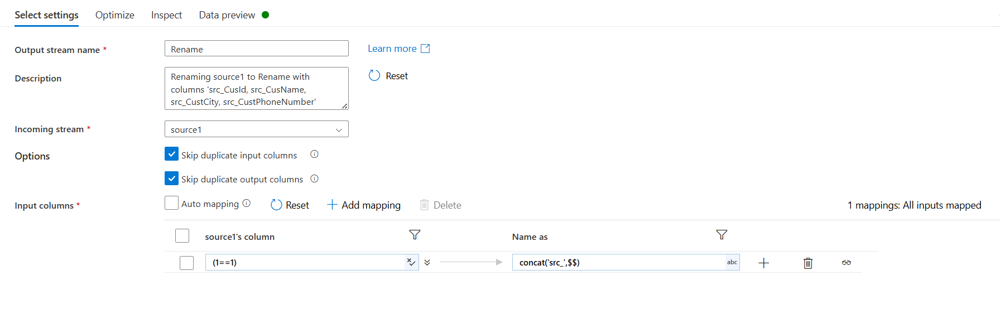 Select settings Optimize Inspect Data preview
Output stream name * Rename Learn more
Description Renaming source1 to Rename with
columns 'src_CusId, src_CusName,
src_CustCity, src_CustPhoneNumber'
Reset
Incoming stream * source1
Options Skip duplicate input columns
Skip duplicate output columns
Input columns * Auto mapping Reset Add mapping Delete 1 mappings: All inputs mapped
source1's column Name as
(1==1) concat('src_',$$) abc